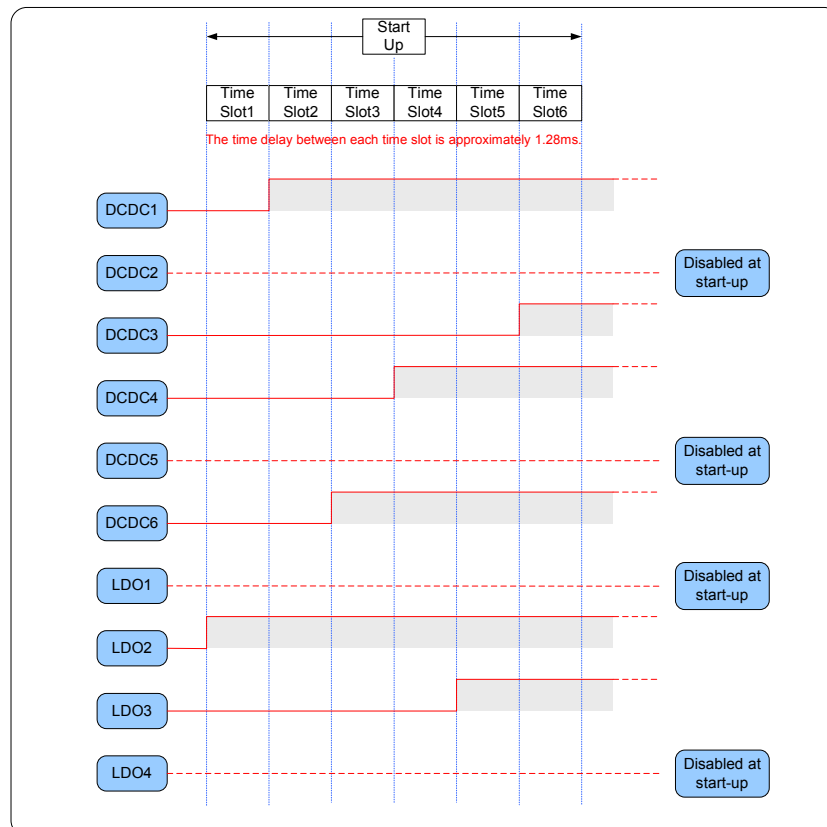 Start
Up
Time
Slot1
Time
Slot2
Time
Slot3
Time
Slot4
Time
Slot5
Time
Slot6
The time delay between each time slot is approximately 1.28ms.
DCDC1
DCDC2
Disabled at
start-up
DCDC3
DCDC4
DCDC5
Disabled at
start-up
DCDC6
LDO1
Disabled at
start-up
LDO2
LDO3
LDO4
Disabled at
start-up